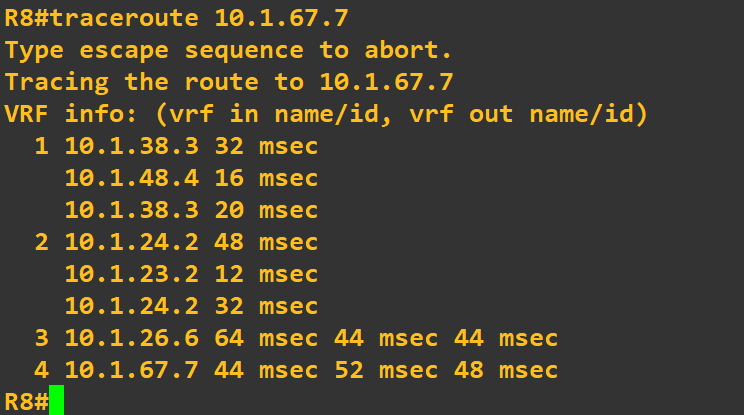 R8#traceroute 10.1.67.7
Type escape sequence to abort.
Tracing the route to 10.1.67.7
VRF info: (vrf in name/id, vrf out name/id)
  1 10.1.38.3 32 msec
    10.1.48.4 16 msec
    10.1.38.3 20 msec
  2 10.1.24.2 48 msec
    10.1.23.2 12 msec
    10.1.24.2 32 msec
  3 10.1.26.6 64 msec 44 msec 44 msec
  4 10.1.67.7 44 msec 52 msec 48 msec
R8#